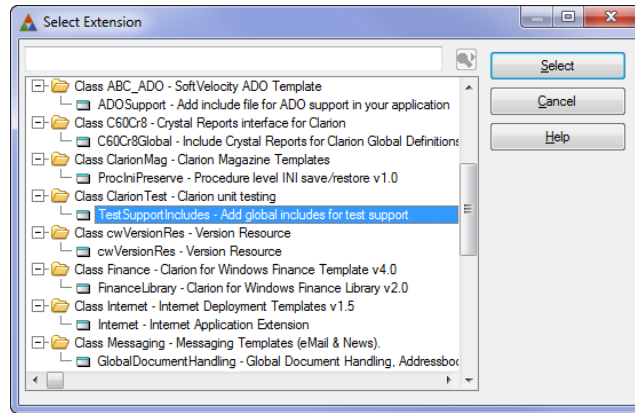 Select Extension
Select
Cancel
Help
Class ABC_ADO - SoftVelocity ADO Template
ADOSupport - Add include file for ADO support in your application
Class C60Cr8 - Crystal Reports interface for Clarion
C60Cr8Global - Include Crystal Reports for Clarion Global Definitions
Class ClarionMag - Clarion Magazine Templates
ProcIniPreserve - Procedure level INI save/restore v1.0
Class ClarionTest - Clarion unit testing
TestSupportIncludes - Add global includes for test support
Class cwVersionRes - Version Resource
cwVersionRes - Version Resource
Class Finance - Clarion for Windows Finance Template v4.0
FinanceLibrary - Clarion for Windows Finance Library v2.0
Class Internet - Internet Deployment Templates v1.5
Internet - Internet Application Extension
Class Messaging - Messaging Templates (eMail & News).
GlobalDocumentHandling - Global Document Handling, Addressboo